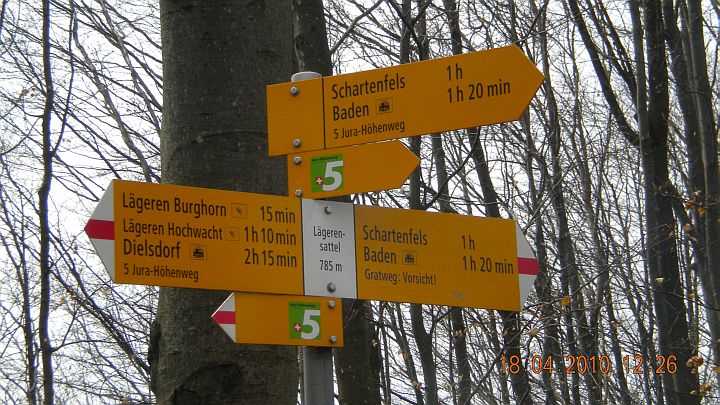 Schartenfels 1 h
Baden 1 h 20 min
5 Jura-Höhenweg
5
Lägeren Burghorn 15 min
Lägeren Hochwacht 1 h 10 min
Dielsdorf 2 h 15 min
5 Jura-Höhenweg
Lägeren-
sattel
785 m
Schartenfels 1 h
Baden 1 h 20 min
Gratweg: Vorsicht!
5
18.04.2010 12:26